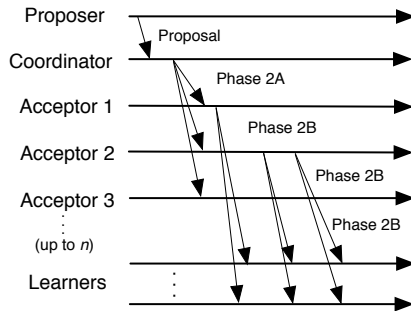 Proposer
Proposal
Coordinator
Phase 2A
Acceptor 1
Phase 2B
Acceptor 2
Phase 2B
Acceptor 3
Phase 2B
(up to n)
Learners